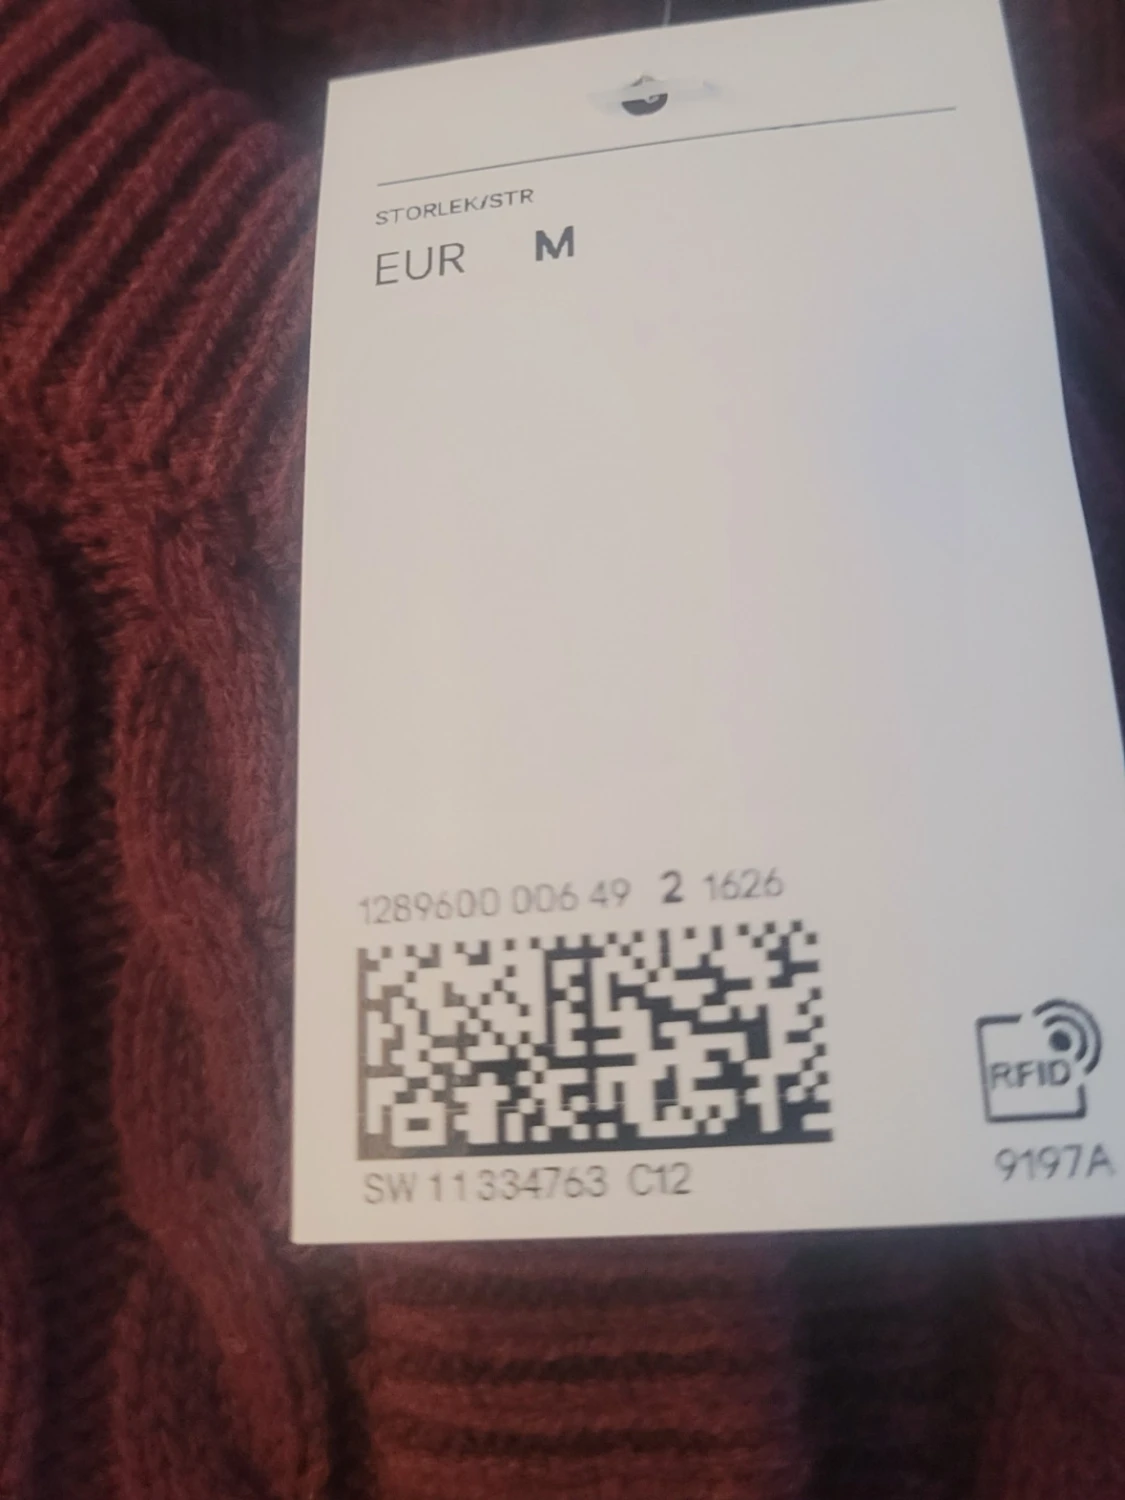 STORLEK/STR
EUR M
1289600 006 49 2 1626
SW 11334763 C12
RFID
9197A